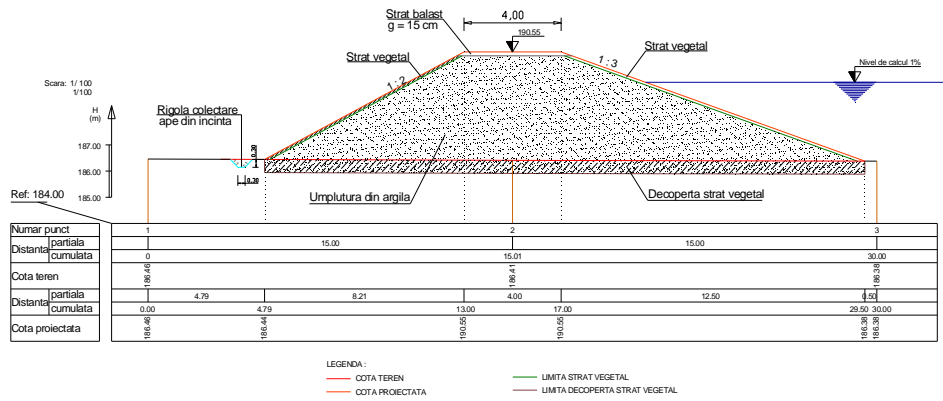 Strat balast
g = 15 cm
4,00
190.55
Strat vegetal
Strat vegetal
1:2
1:3
Nivel de calcul 1%
Scara: 1/ 100
1/100
H
(m)
Rigola colectare
ape din incinta
187.00
186.00
185.00
0.30
0.30
Ref: 184.00
Umplutura din argila
Decoperta strat vegetal
Numar punct 1 2 3
Distanta partiala 15.00 15.00
cumulata 0 15.01 30.00
Cota teren 186.46 186.41 186.38
Distanta partiala 4.79 8.21 4.00 12.50 0.50
cumulata 0.00 4.79 13.00 17.00 29.50 30.00
Cota proiectata 186.46 186.44 190.55 190.55 186.38 186.38
LEGENDA :
COTA TEREN
COTA PROIECTATA
LIMITA STRAT VEGETAL
LIMITA DECOPERTA STRAT VEGETAL